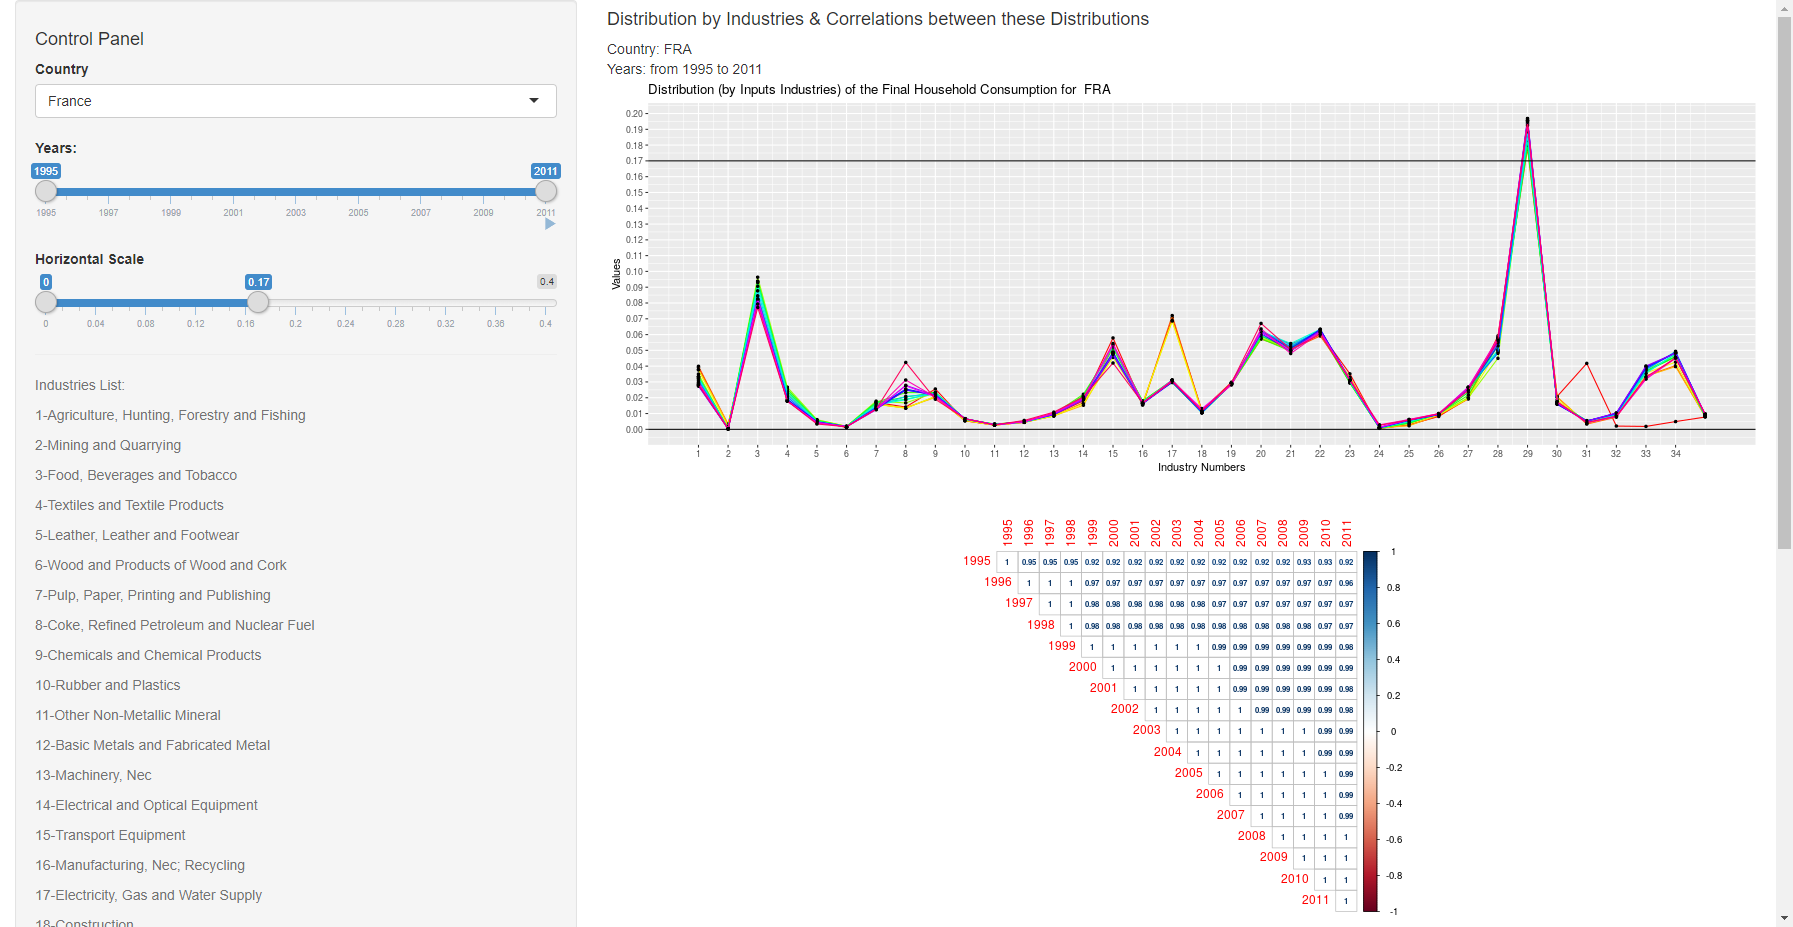 Control Panel
Country
France
Years:
1995 2011
1995 1997 1999 2001 2003 2005 2007 2009 2011
Horizontal Scale
0 0.17 0.4
0 0.04 0.08 0.12 0.16 0.2 0.24 0.28 0.32 0.36 0.4
Industries List:
1-Agriculture, Hunting, Forestry and Fishing
2-Mining and Quarrying
3-Food, Beverages and Tobacco
4-Textiles and Textile Products
5-Leather, Leather and Footwear
6-Wood and Products of Wood and Cork
7-Pulp, Paper, Printing and Publishing
8-Coke, Refined Petroleum and Nuclear Fuel
9-Chemicals and Chemical Products
10-Rubber and Plastics
11-Other Non-Metallic Mineral
12-Basic Metals and Fabricated Metal
13-Machinery, Nec
14-Electrical and Optical Equipment
15-Transport Equipment
16-Manufacturing, Nec; Recycling
17-Electricity, Gas and Water Supply
18-Construction
Distribution by Industries & Correlations between these Distributions
Country: FRA
Years: from 1995 to 2011
Distribution (by Inputs Industries) of the Final Household Consumption for FRA
Values
0.20
0.19
0.18
0.17
0.16
0.15
0.14
0.13
0.12
0.11
0.10
0.09
0.08
0.07
0.06
0.05
0.04
0.03
0.02
0.01
0.00
1 2 3 4 5 6 7 8 9 10 11 12 13 14 15 16 17 18 19 20 21 22 23 24 25 26 27 28 29 30 31 32 33 34
Industry Numbers
1995 1996 1997 1998 1999 2000 2001 2002 2003 2004 2005 2006 2007 2008 2009 2010 2011
1995 1 0.95 0.95 0.95 0.92 0.92 0.92 0.92 0.92 0.92 0.92 0.92 0.92 0.92 0.93 0.93 0.92
1996 1 1 1 0.97 0.97 0.97 0.97 0.97 0.97 0.97 0.97 0.97 0.97 0.97 0.97 0.96
1997 1 1 0.98 0.98 0.98 0.98 0.98 0.98 0.97 0.97 0.97 0.97 0.97 0.97 0.97
1998 1 0.98 0.98 0.98 0.98 0.98 0.98 0.98 0.98 0.98 0.98 0.98 0.97 0.97
1999 1 1 1 1 1 1 0.99 0.99 0.99 0.99 0.99 0.99 0.98
2000 1 1 1 1 1 1 0.99 0.99 0.99 0.99 0.99 0.99
2001 1 1 1 1 1 0.99 0.99 0.99 0.99 0.99 0.98
2002 1 1 1 1 1 0.99 0.99 0.99 0.99 0.98
2003 1 1 1 1 1 1 1 0.99 0.99
2004 1 1 1 1 1 1 0.99 0.99
2005 1 1 1 1 1 1 0.99
2006 1 1 1 1 1 0.99
2007 1 1 1 1 0.99
2008 1 1 1 1
2009 1 1 1
2010 1 1
2011 1
1
0.8
0.6
0.4
0.2
0
-0.2
-0.4
-0.6
-0.8
-1